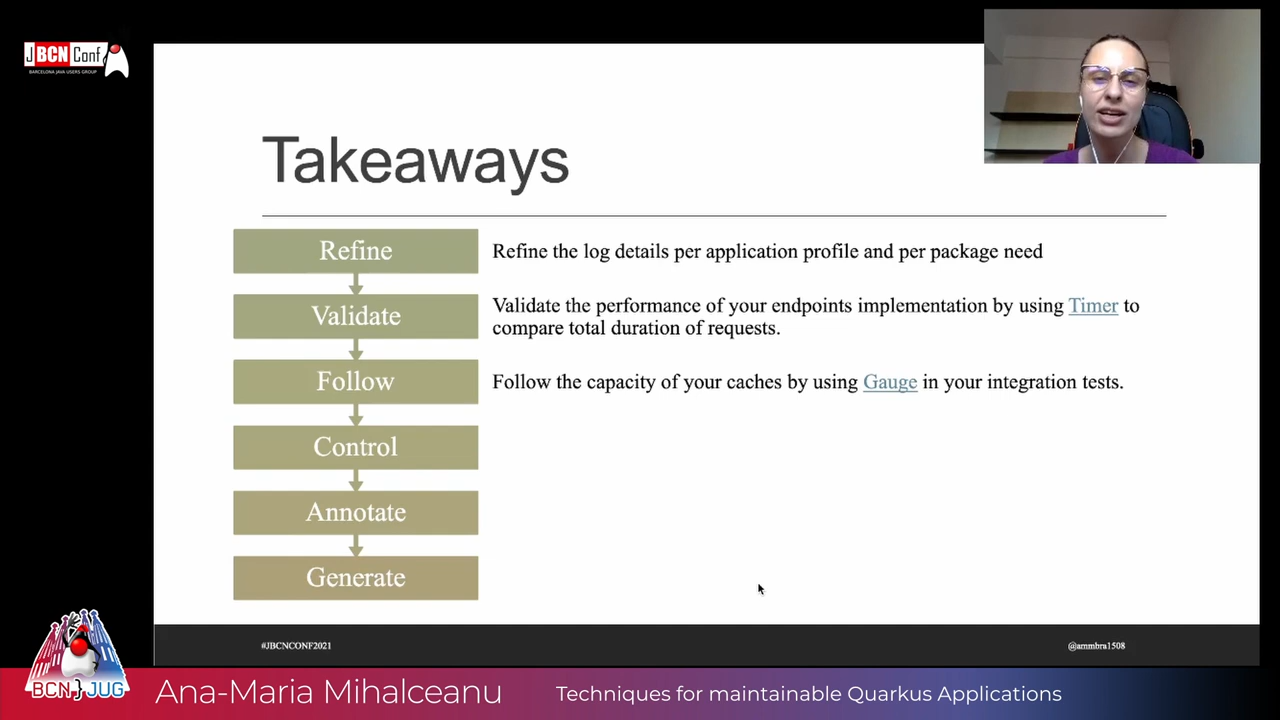 JBCNConf
BARCELONA JAVA USERS GROUP
Takeaways
Refine
Refine the log details per application profile and per package need
Validate
Validate the performance of your endpoints implementation by using Timer to
compare total duration of requests.
Follow
Follow the capacity of your caches by using Gauge in your integration tests.
Control
Annotate
Generate
#JBCNCONF2021
@ammbra1508
BCN JUG
Ana-Maria Mihalceanu
Techniques for maintainable Quarkus Applications